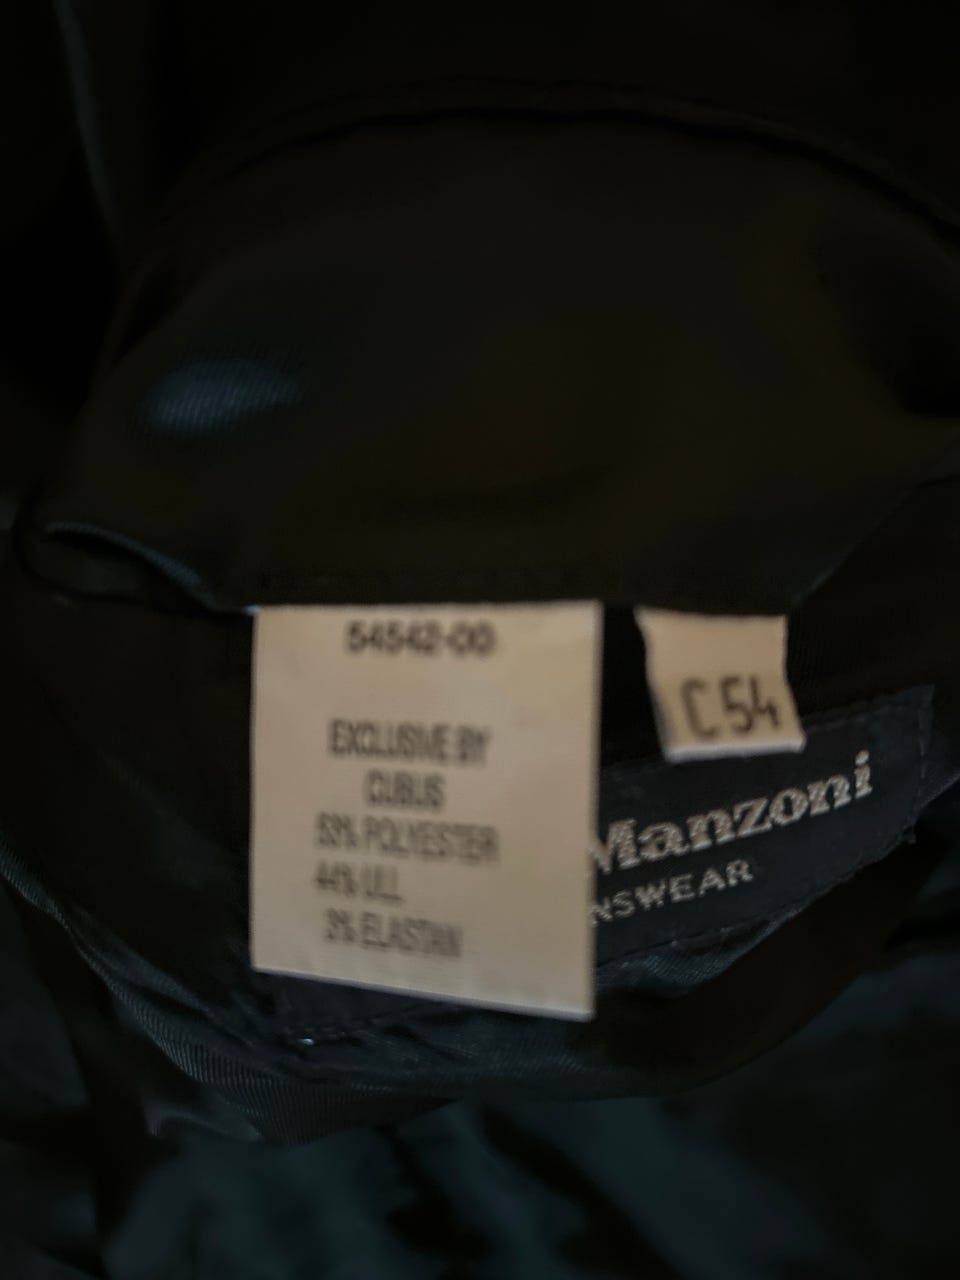 54542-00
EXCLUSIVE BY
CUBUS
53% POLYESTER
44% ULL
3% ELASTAN
C 54
Manzoni
NSWEAR